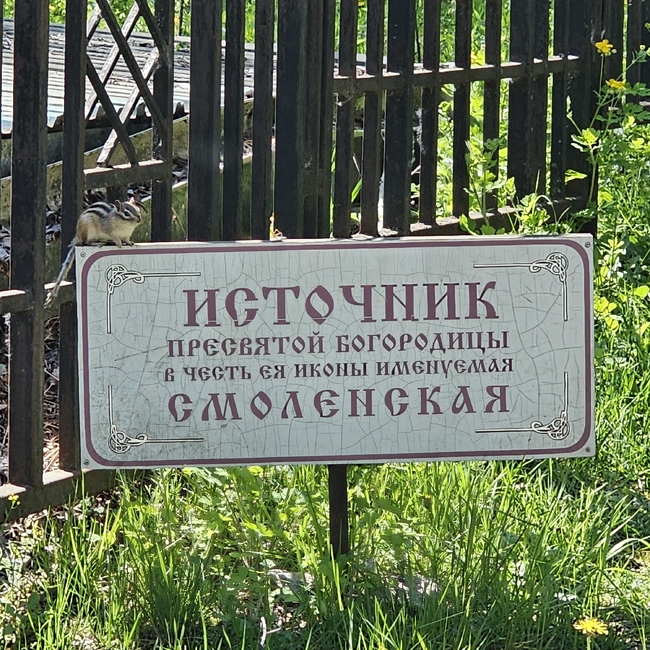 ИСТОЧНИК
ПРЕСВЯТОЙ БОГОРОДИЦЫ
В ЧЕСТЬ ЕЯ ИКОНЫ ИМЕНУЕМАЯ
СМОЛЕНСКАЯ